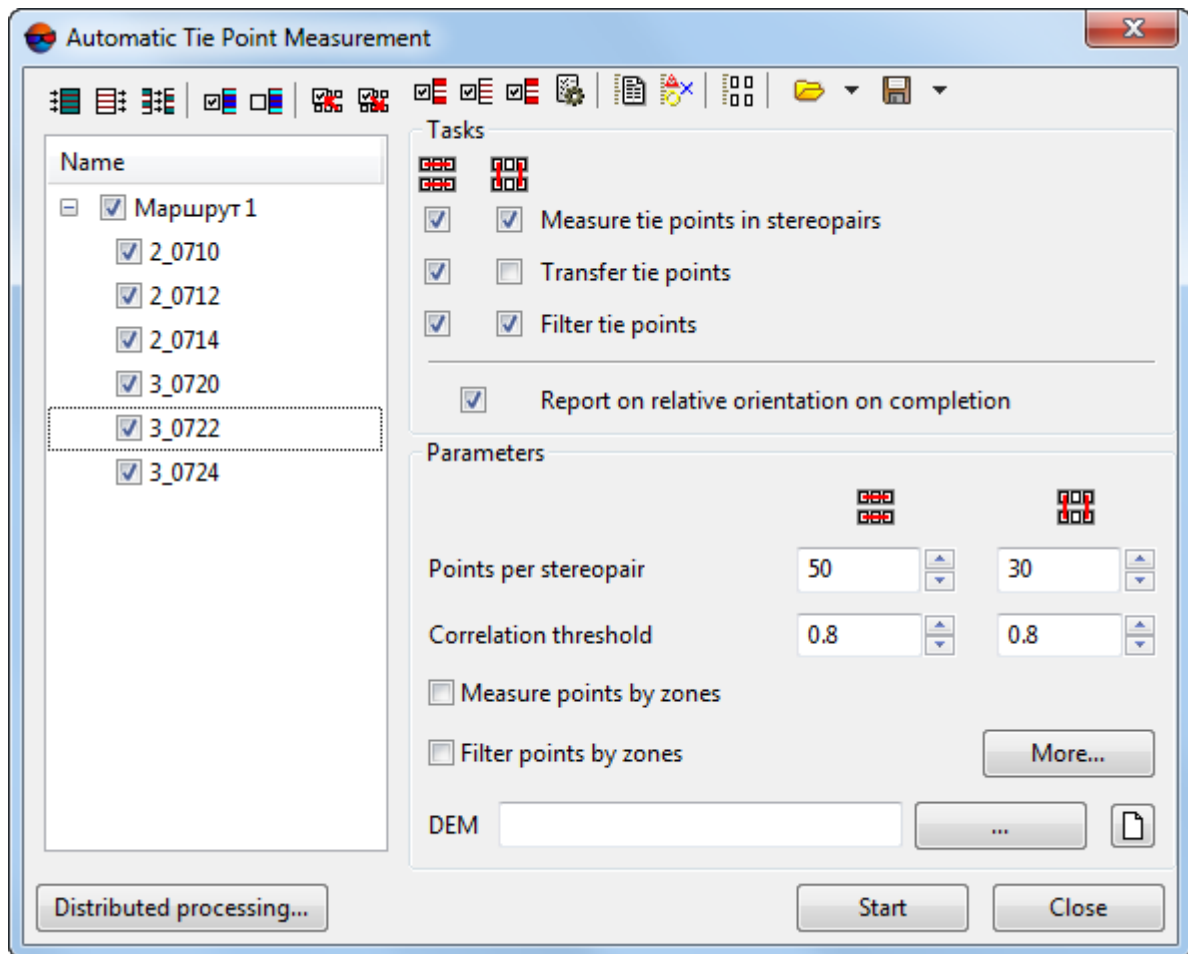 Automatic Tie Point Measurement
Name
Маршрут 1
2_0710
2_0712
2_0714
3_0720
3_0722
3_0724
Tasks
Measure tie points in stereopairs
Transfer tie points
Filter tie points
Report on relative orientation on completion
Parameters
Points per stereopair 50 30
Correlation threshold 0.8 0.8
Measure points by zones
Filter points by zones More...
DEM ...
Distributed processing... Start Close